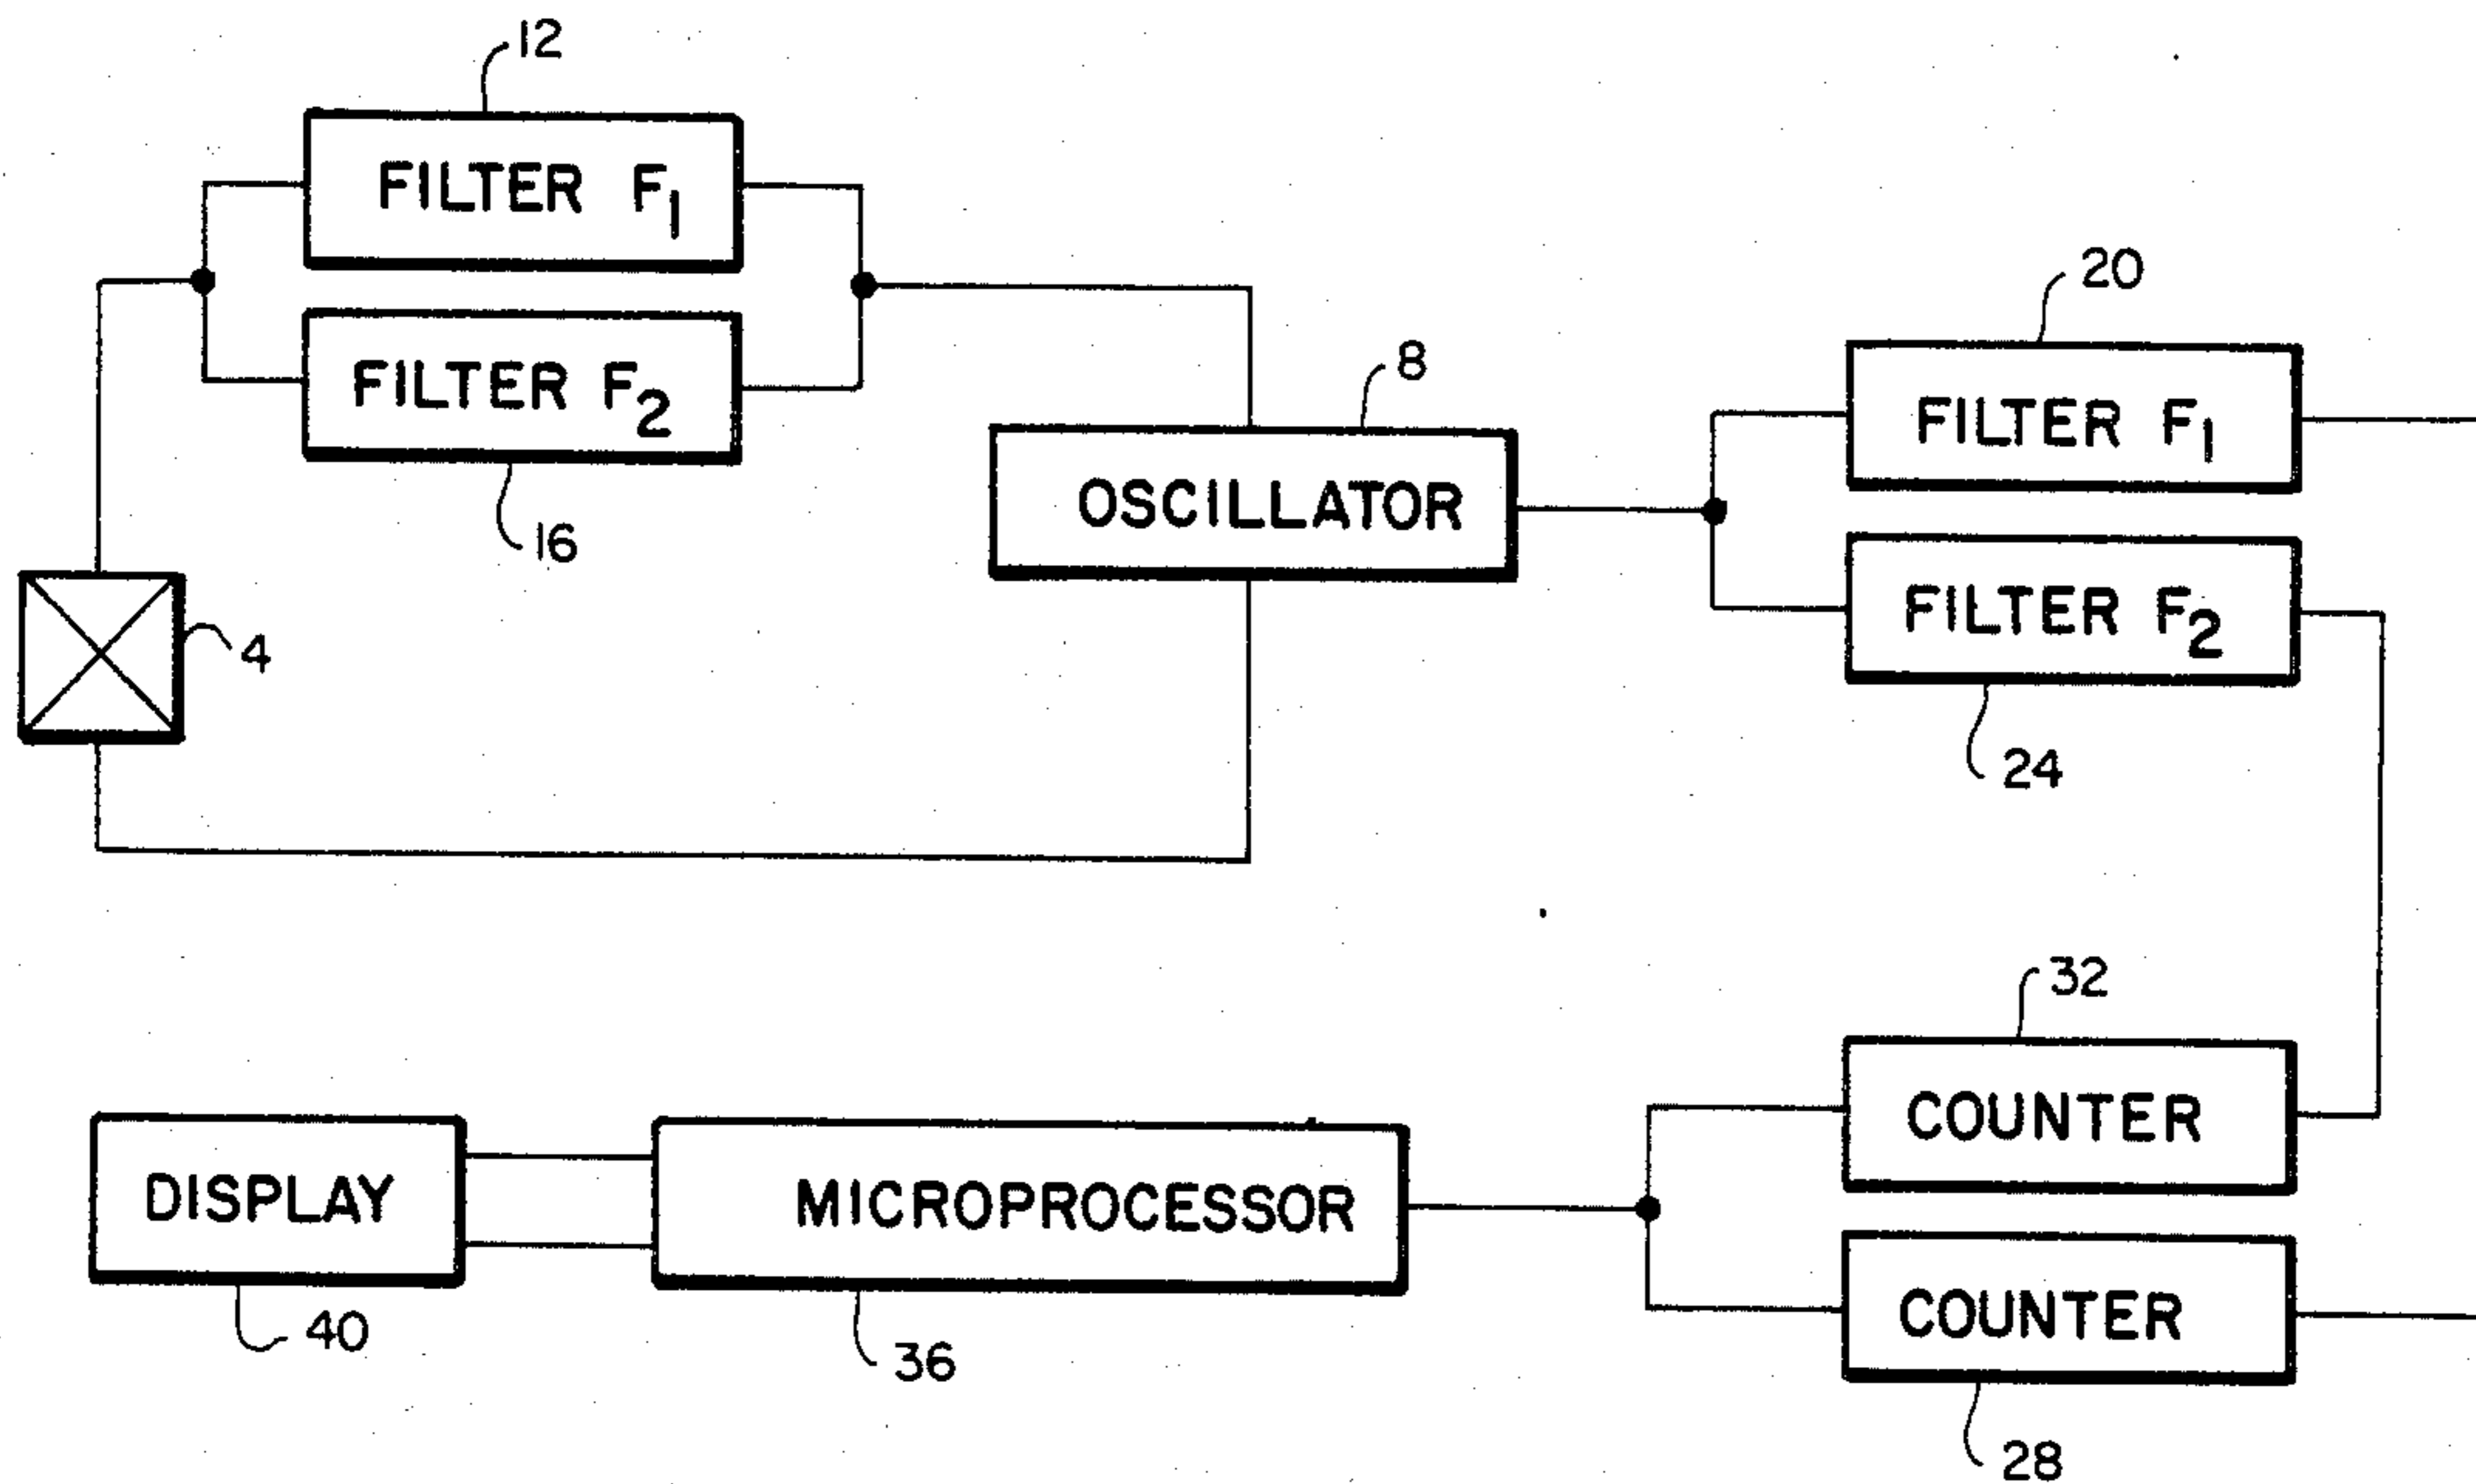 12
FILTER F1
FILTER F2
16
4
8
OSCILLATOR
20
FILTER F1
FILTER F2
24
32
COUNTER
COUNTER
28
MICROPROCESSOR
36
DISPLAY
40